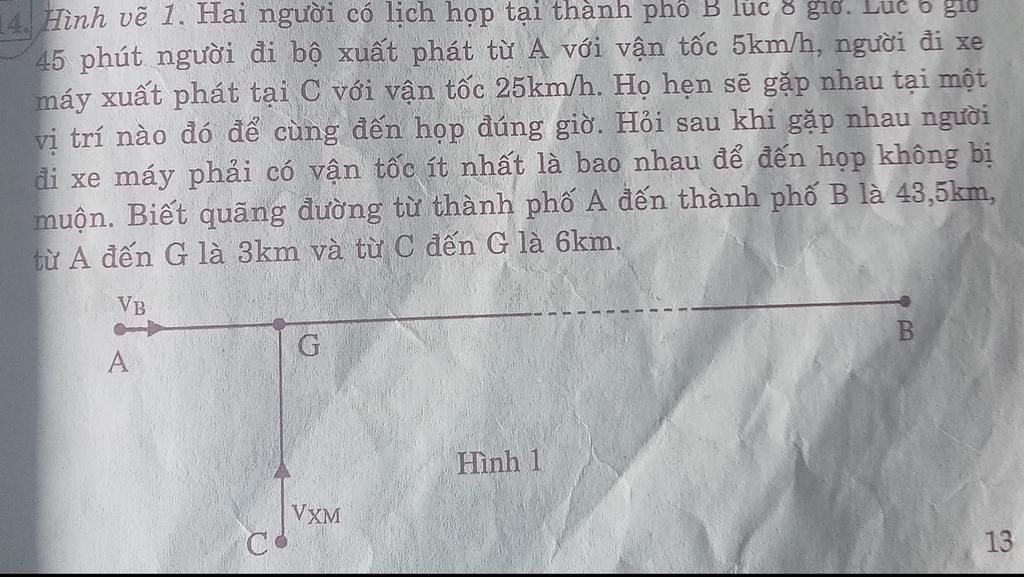 14. Hình vẽ 1. Hai người có lịch họp tại thành phố B lúc 8 giờ. Lúc 6 giờ
45 phút người đi bộ xuất phát từ A với vận tốc 5km/h, người đi xe
máy xuất phát tại C với vận tốc 25km/h. Họ hẹn sẽ gặp nhau tại một
vị trí nào đó để cùng đến họp đúng giờ. Hỏi sau khi gặp nhau người
đi xe máy phải có vận tốc ít nhất là bao nhau để đến họp không bị
muộn. Biết quãng đường từ thành phố A đến thành phố B là 43,5km,
từ A đến G là 3km và từ C đến G là 6km.
VB
A
G
B
Hình 1
VXM
C
13